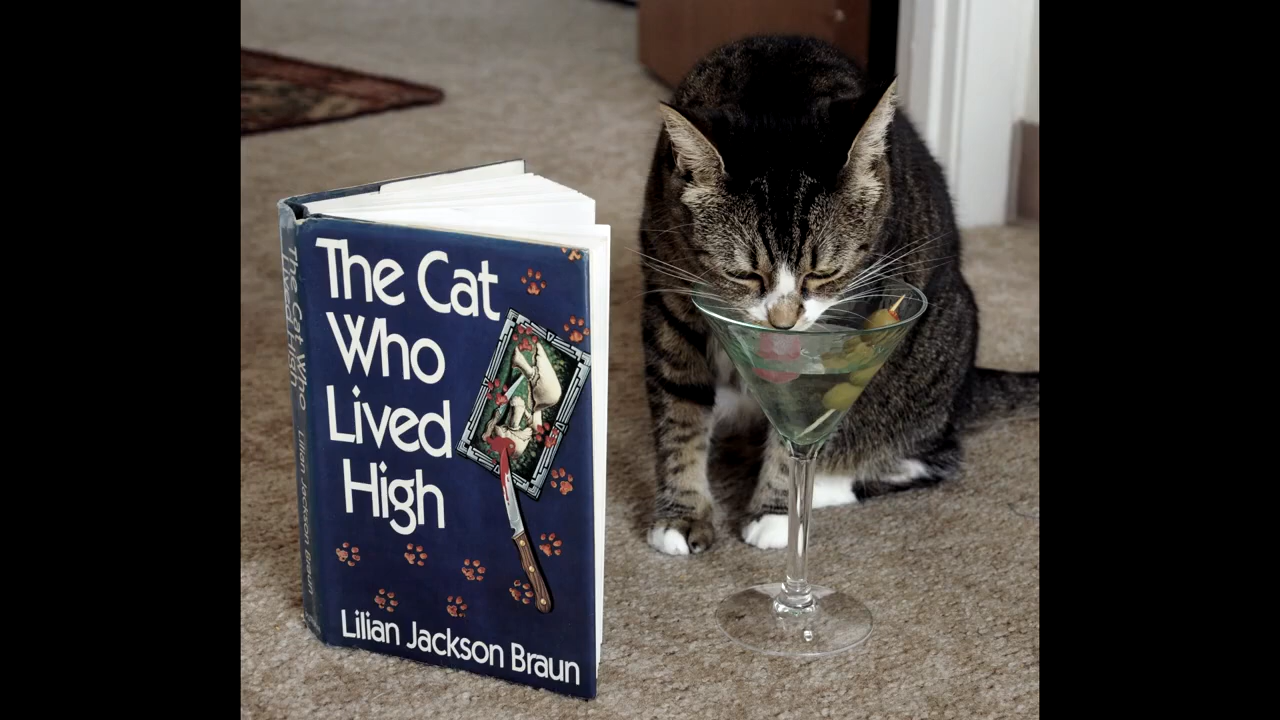 The Cat
Who
Lived
High
Lilian Jackson Braun
The Cat Who
Lived High
Lilian Jackson Braun